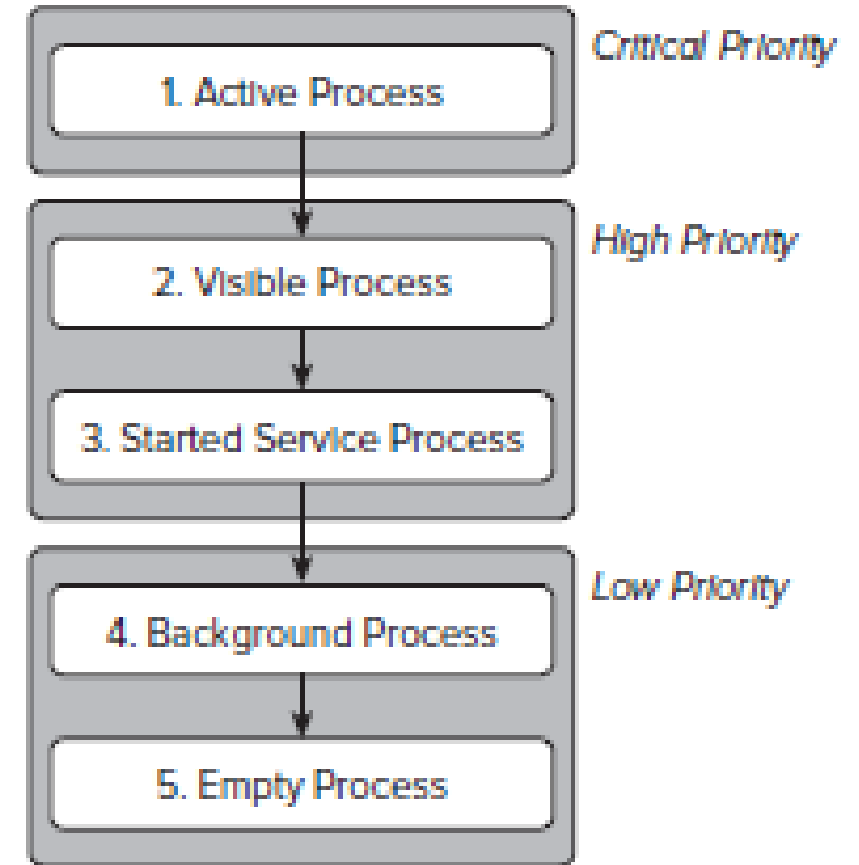 Critical Priority
1. Active Process
High Priority
2. Visible Process
3. Started Service Process
Low Priority
4. Background Process
5. Empty Process